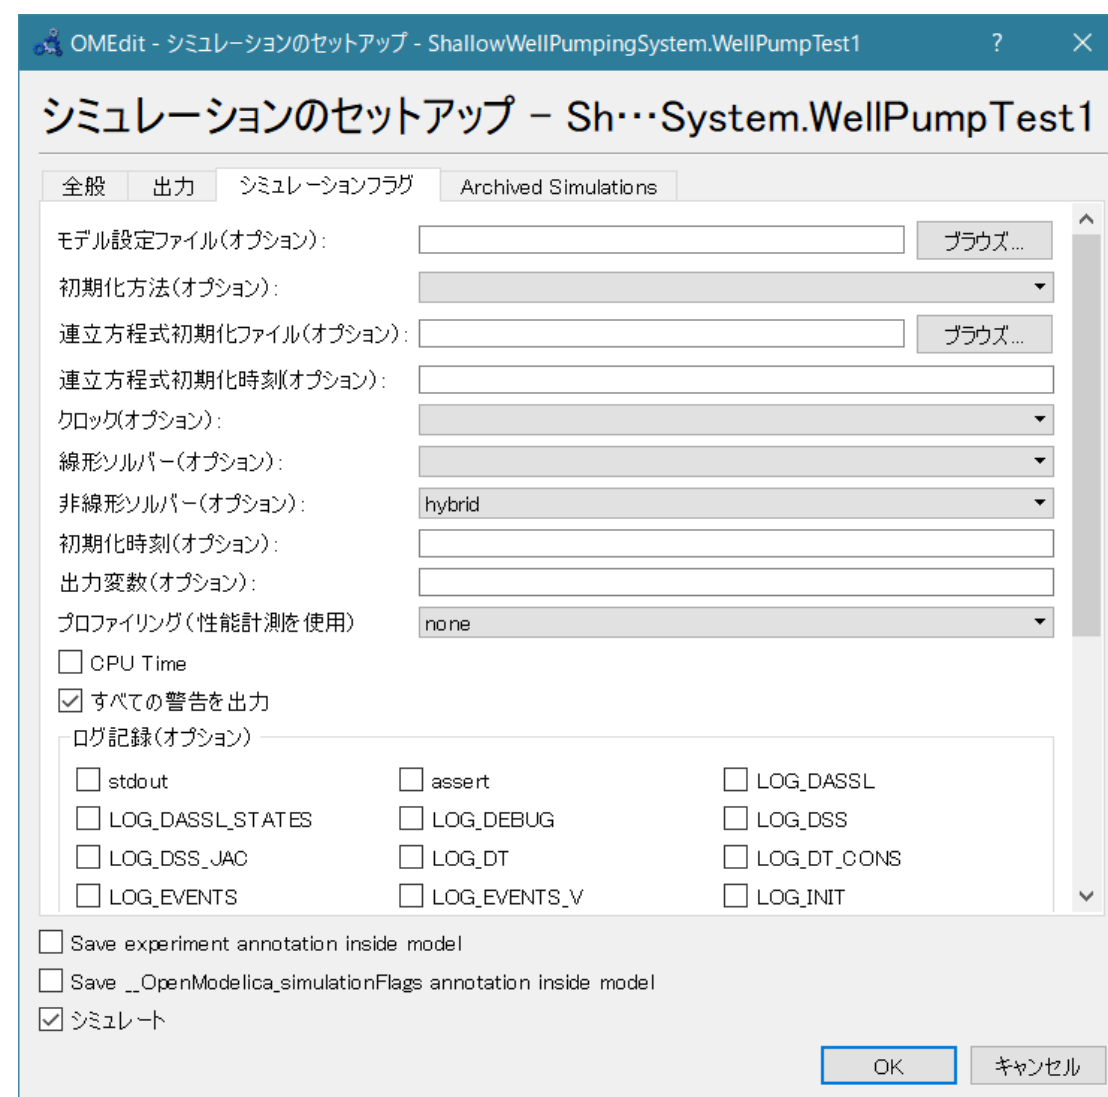 OMEdit - シミュレーションのセットアップ - ShallowWellPumpingSystem.WellPumpTest1 ?
シミュレーションのセットアップ - Sh…System.WellPumpTest1
全般 出力 シミュレーションフラグ Archived Simulations
モデル設定ファイル(オプション): ブラウズ...
初期化方法(オプション):
連立方程式初期化ファイル(オプション): ブラウズ...
連立方程式初期化時刻(オプション):
クロック(オプション):
線形ソルバー(オプション):
非線形ソルバー(オプション): hybrid
初期化時刻(オプション):
出力変数(オプション):
プロファイリング(性能計測を使用) none
CPU Time
すべての警告を出力
ログ記録(オプション)
stdout assert LOG_DASSL
LOG_DASSL_STATES LOG_DEBUG LOG_DSS
LOG_DSS_JAC LOG_DT LOG_DT_CONS
LOG_EVENTS LOG_EVENTS_V LOG_INIT
Save experiment annotation inside model
Save __OpenModelica_simulationFlags annotation inside model
シミュレート
OK キャンセル